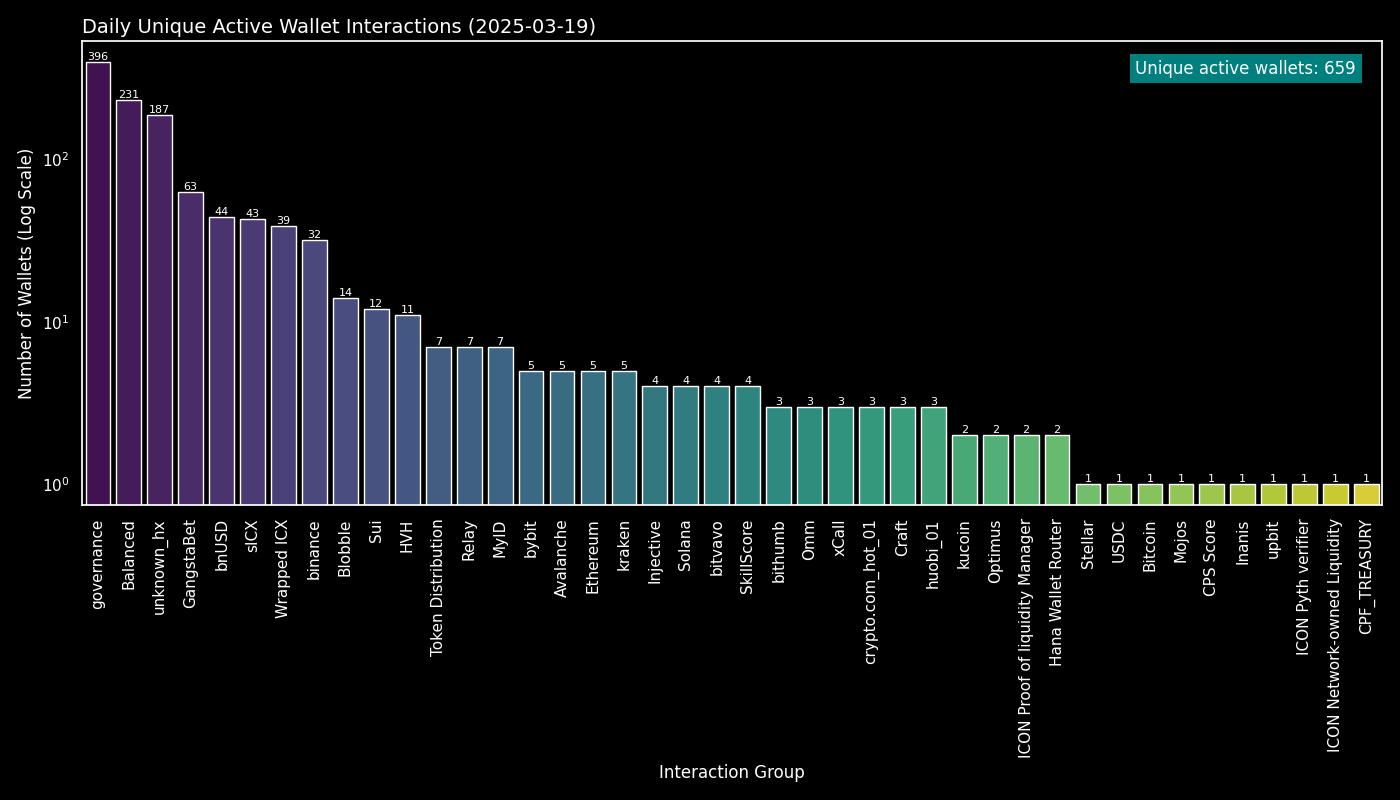 Daily Unique Active Wallet Interactions (2025-03-19)
Unique active wallets: 659
Number of Wallets (Log Scale)
10²
10¹
10⁰
396
231
187
63
44
43
39
32
14
12
11
7
7
7
5
5
5
5
4
4
4
4
3
3
3
3
3
3
2
2
2
2
1
1
1
1
1
1
1
1
1
1
governance
Balanced
unknown_hx
GangstaBet
bnUSD
sICX
Wrapped ICX
binance
Blobble
Sui
HVH
Token Distribution
Relay
MyID
bybit
Avalanche
Ethereum
kraken
Injective
Solana
bitvavo
SkillScore
bithumb
Omm
xCall
crypto.com_hot_01
Craft
huobi_01
kucoin
Optimus
ICON Proof of liquidity Manager
Hana Wallet Router
Stellar
USDC
Bitcoin
Mojos
CPS Score
Inanis
upbit
ICON Pyth verifier
ICON Network-owned Liquidity
CPF_TREASURY
Interaction Group